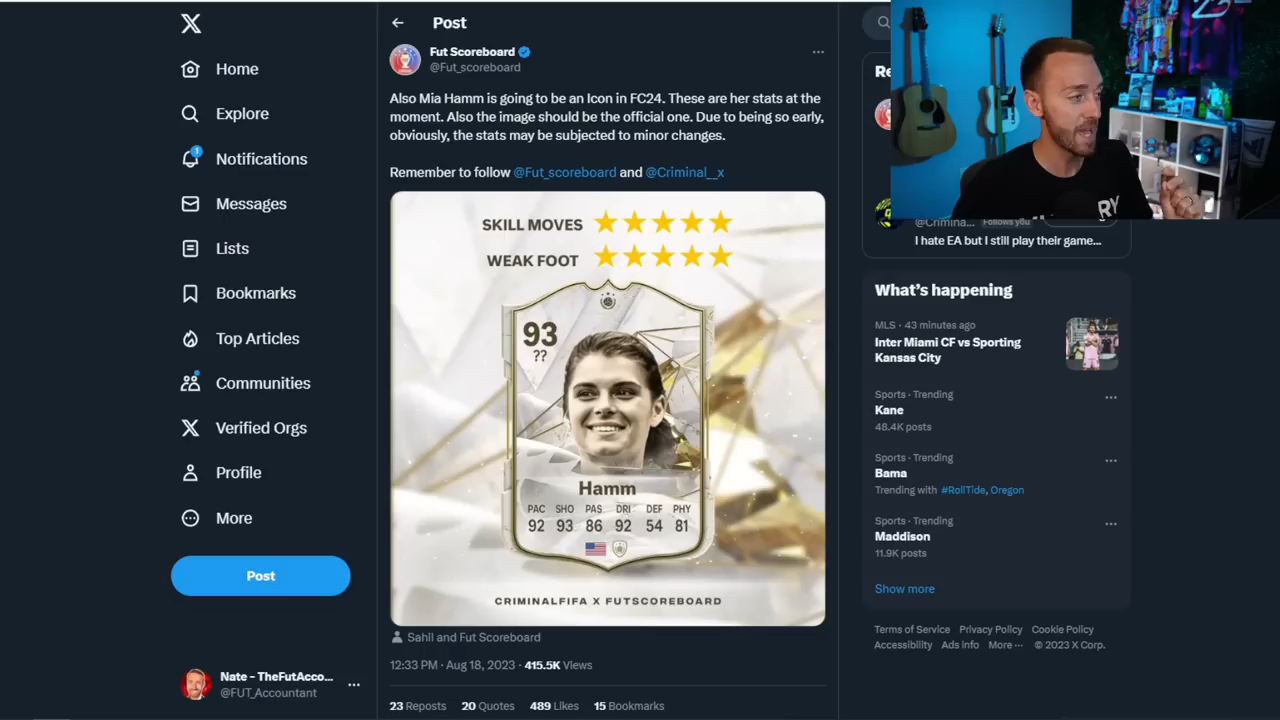 Home
Explore
1
Notifications
Messages
Lists
Bookmarks
Top Articles
Communities
Verified Orgs
Profile
More
Post
Nate - TheFutAcco...
@FUT_Accountant
Post
Fut Scoreboard
@Fut_scoreboard
Also Mia Hamm is going to be an Icon in FC24. These are her stats at the
moment. Also the image should be the official one. Due to being so early,
obviously, the stats may be subjected to minor changes.
Remember to follow @Fut_scoreboard and @Criminal__x
SKILL MOVES
WEAK FOOT
93
??
Hamm
PAC SHO PAS DRI DEF PHY
92 93 86 92 54 81
CRIMINALFIFA X FUTSCOREBOARD
Sahil and Fut Scoreboard
12:33 PM · Aug 18, 2023 · 415.5K Views
23 Reposts 20 Quotes 489 Likes 15 Bookmarks
Re
@Crimina... Follows you
I hate EA but I still play their game...
What's happening
MLS · 43 minutes ago
Inter Miami CF vs Sporting
Kansas City
Sports · Trending
Kane
48.4K posts
Sports · Trending
Bama
Trending with #RollTide, Oregon
Sports · Trending
Maddison
11.9K posts
Show more
Terms of Service Privacy Policy Cookie Policy
Accessibility Ads info More ··· © 2023 X Corp.